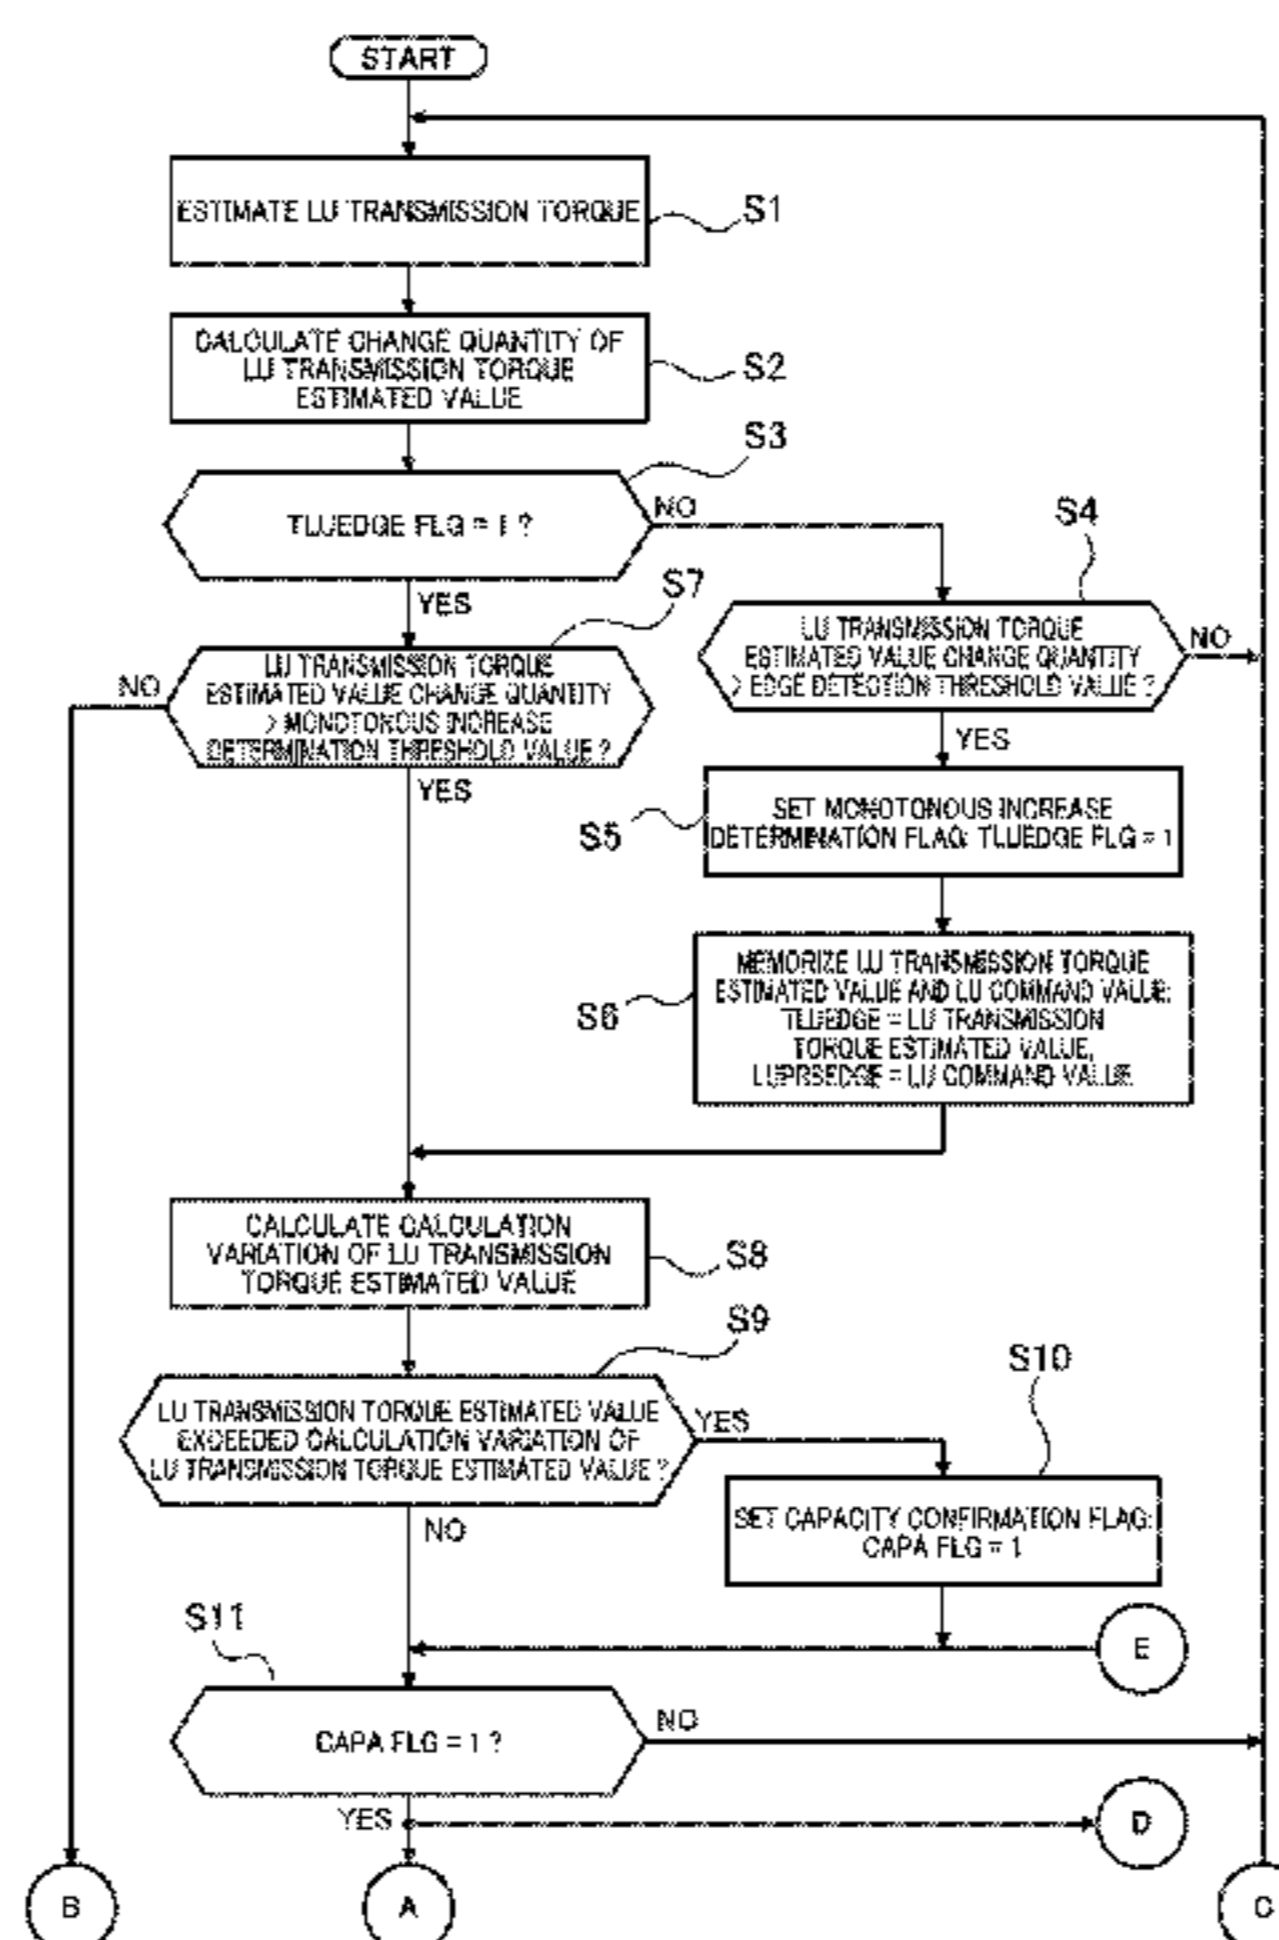 START
ESTIMATE LU TRANSMISSION TORQUE
S1
CALCULATE CHANGE QUANTITY OF
LU TRANSMISSION TORQUE
ESTIMATED VALUE
S2
S3
TLUEDGE FLG = 1 ?
NO
YES
S4
LU TRANSMISSION TORQUE
ESTIMATED VALUE CHANGE QUANTITY
> EDGE DETECTION THRESHOLD VALUE ?
NO
YES
S7
LU TRANSMISSION TORQUE
ESTIMATED VALUE CHANGE QUANTITY
> MONOTONOUS INCREASE
DETERMINATION THRESHOLD VALUE ?
NO
YES
S5
SET MONOTONOUS INCREASE
DETERMINATION FLAG: TLUEDGE FLG = 1
S6
MEMORIZE LU TRANSMISSION TORQUE
ESTIMATED VALUE AND LU COMMAND VALUE:
TLUEDGE = LU TRANSMISSION
TORQUE ESTIMATED VALUE,
LUPRSEDGE = LU COMMAND VALUE
CALCULATE CALCULATION
VARIATION OF LU TRANSMISSION
TORQUE ESTIMATED VALUE
S8
S9
LU TRANSMISSION TORQUE ESTIMATED VALUE
EXCEEDED CALCULATION VARIATION OF
LU TRANSMISSION TORQUE ESTIMATED VALUE ?
YES
NO
S10
SET CAPACITY CONFIRMATION FLAG:
CAPA FLG = 1
E
S11
CAPA FLG = 1 ?
NO
YES
D
B
A
C